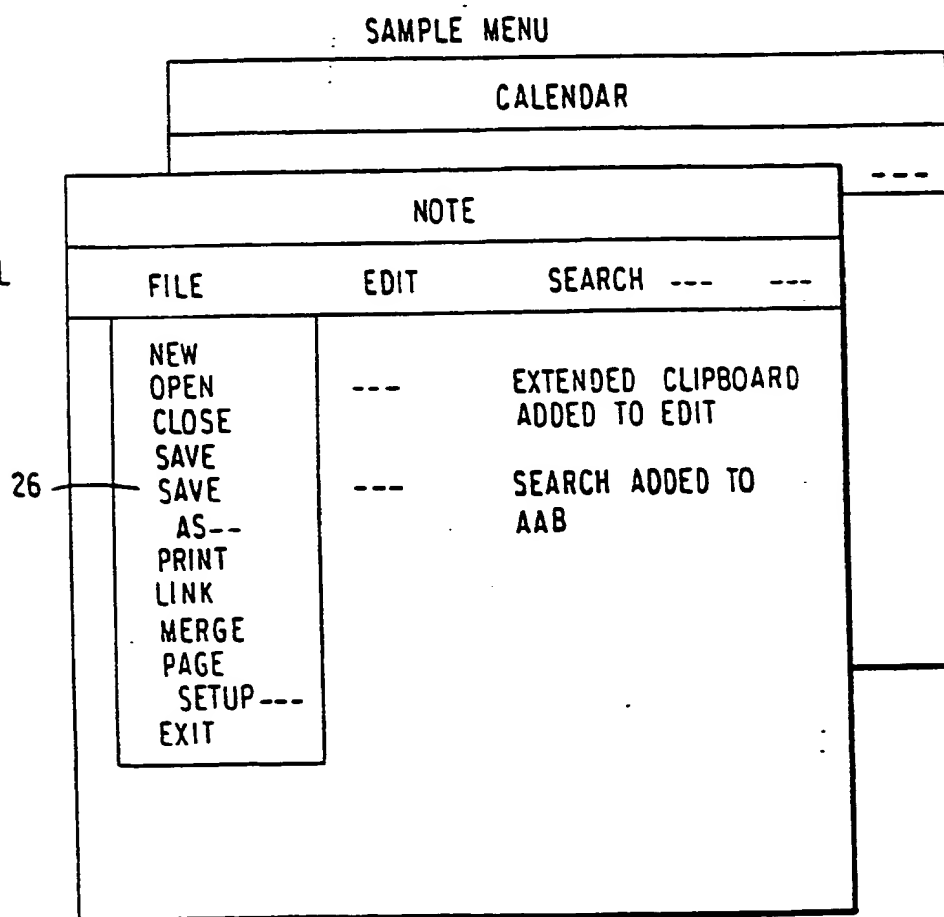 SAMPLE MENU
CALENDAR
---
NOTE
L
FILE EDIT SEARCH --- ---
NEW
OPEN --- EXTENDED CLIPBOARD
CLOSE ADDED TO EDIT
SAVE
26 SAVE --- SEARCH ADDED TO
AS-- AAB
PRINT
LINK
MERGE
PAGE
SETUP---
EXIT